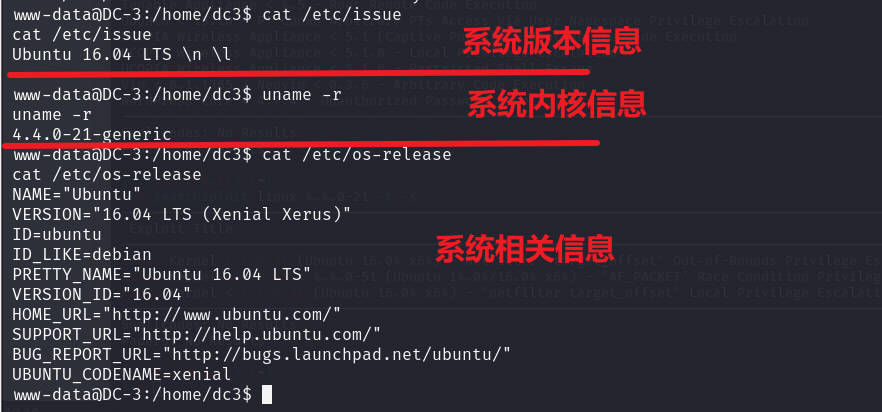 www-data@DC-3:/home/dc3$ cat /etc/issue
cat /etc/issue
Ubuntu 16.04 LTS \n \l
系统版本信息
www-data@DC-3:/home/dc3$ uname -r
uname -r
4.4.0-21-generic
系统内核信息
www-data@DC-3:/home/dc3$ cat /etc/os-release
cat /etc/os-release
NAME="Ubuntu"
VERSION="16.04 LTS (Xenial Xerus)"
ID=ubuntu
ID_LIKE=debian
PRETTY_NAME="Ubuntu 16.04 LTS"
VERSION_ID="16.04"
HOME_URL="http://www.ubuntu.com/"
SUPPORT_URL="http://help.ubuntu.com/"
BUG_REPORT_URL="http://bugs.launchpad.net/ubuntu/"
UBUNTU_CODENAME=xenial
系统相关信息
www-data@DC-3:/home/dc3$